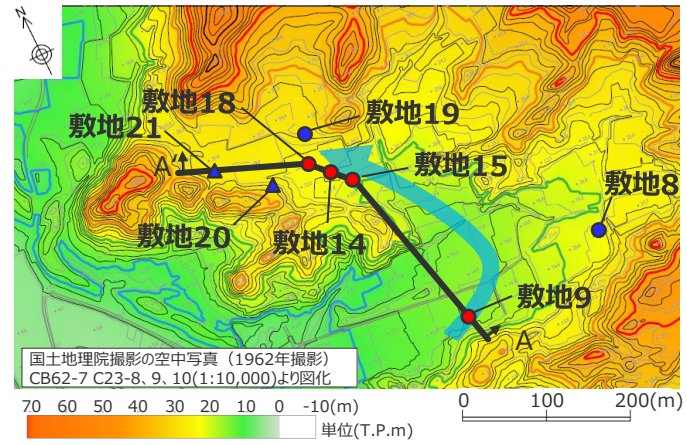 N
敷地18
敷地19
敷地21
敷地15
A'
敷地8
敷地20
敷地14
敷地9
A
国土地理院撮影の空中写真（1962年撮影）
CB62-7 C23-8、9、10(1:10,000)より図化
70 60 50 40 30 20 10 0 -10(m)
単位(T.P.m)
0 100 200(m)